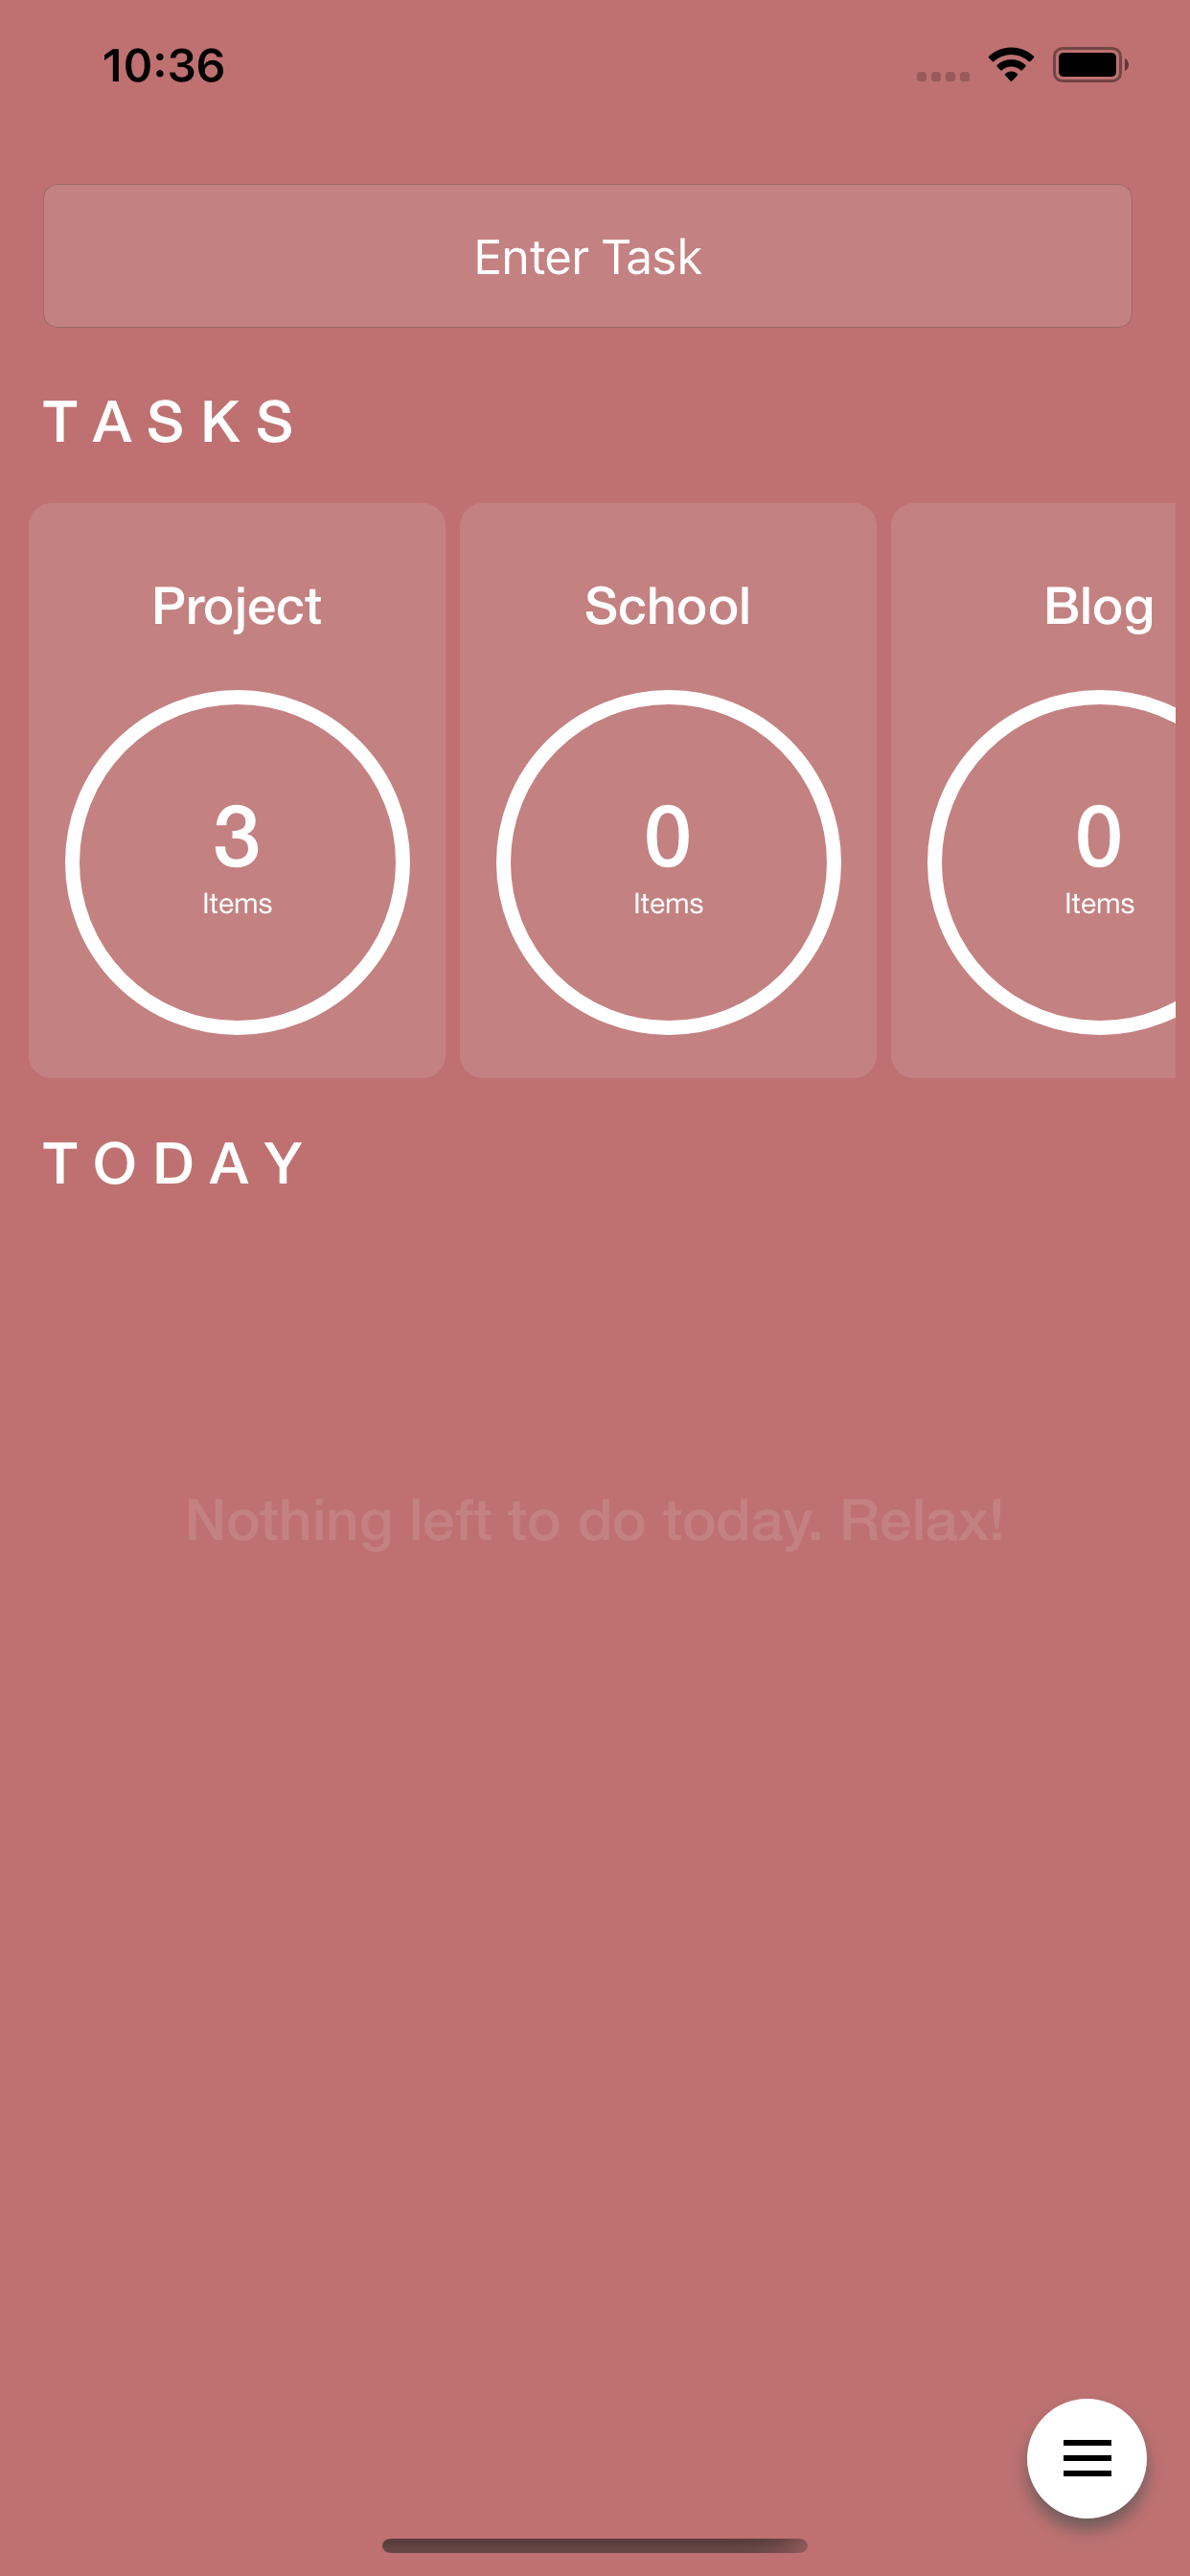 10:36
Enter Task
TASKS
Project
School
Blog
3
0
0
Items
Items
Items
TODAY
Nothing left to do today. Relax!